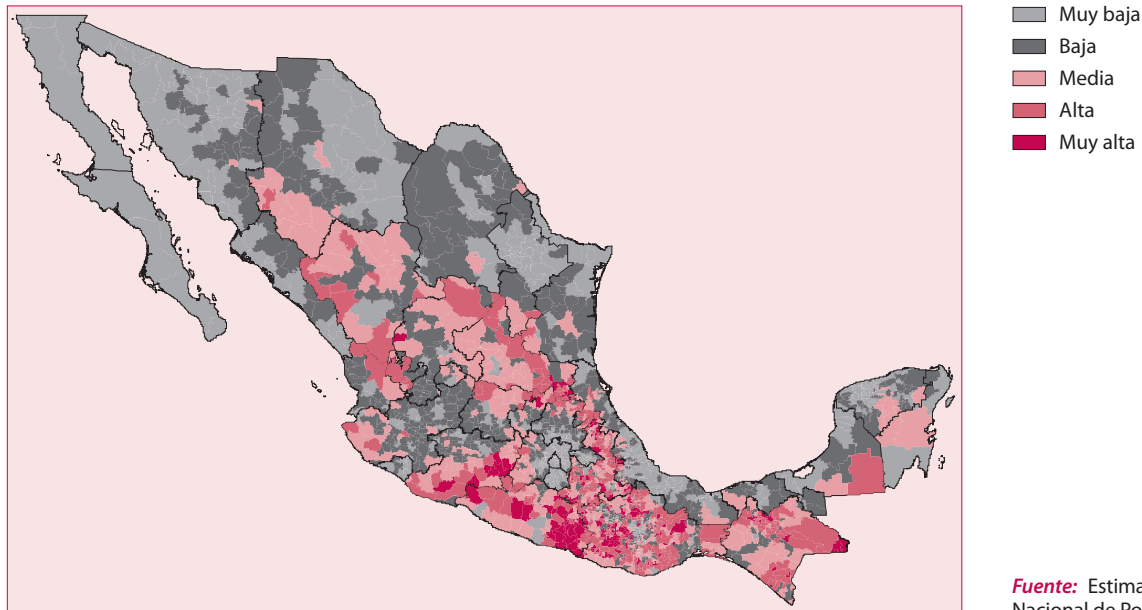 Muy baja
Baja
Media
Alta
Muy alta
Fuente: Estima
Nacional de Po